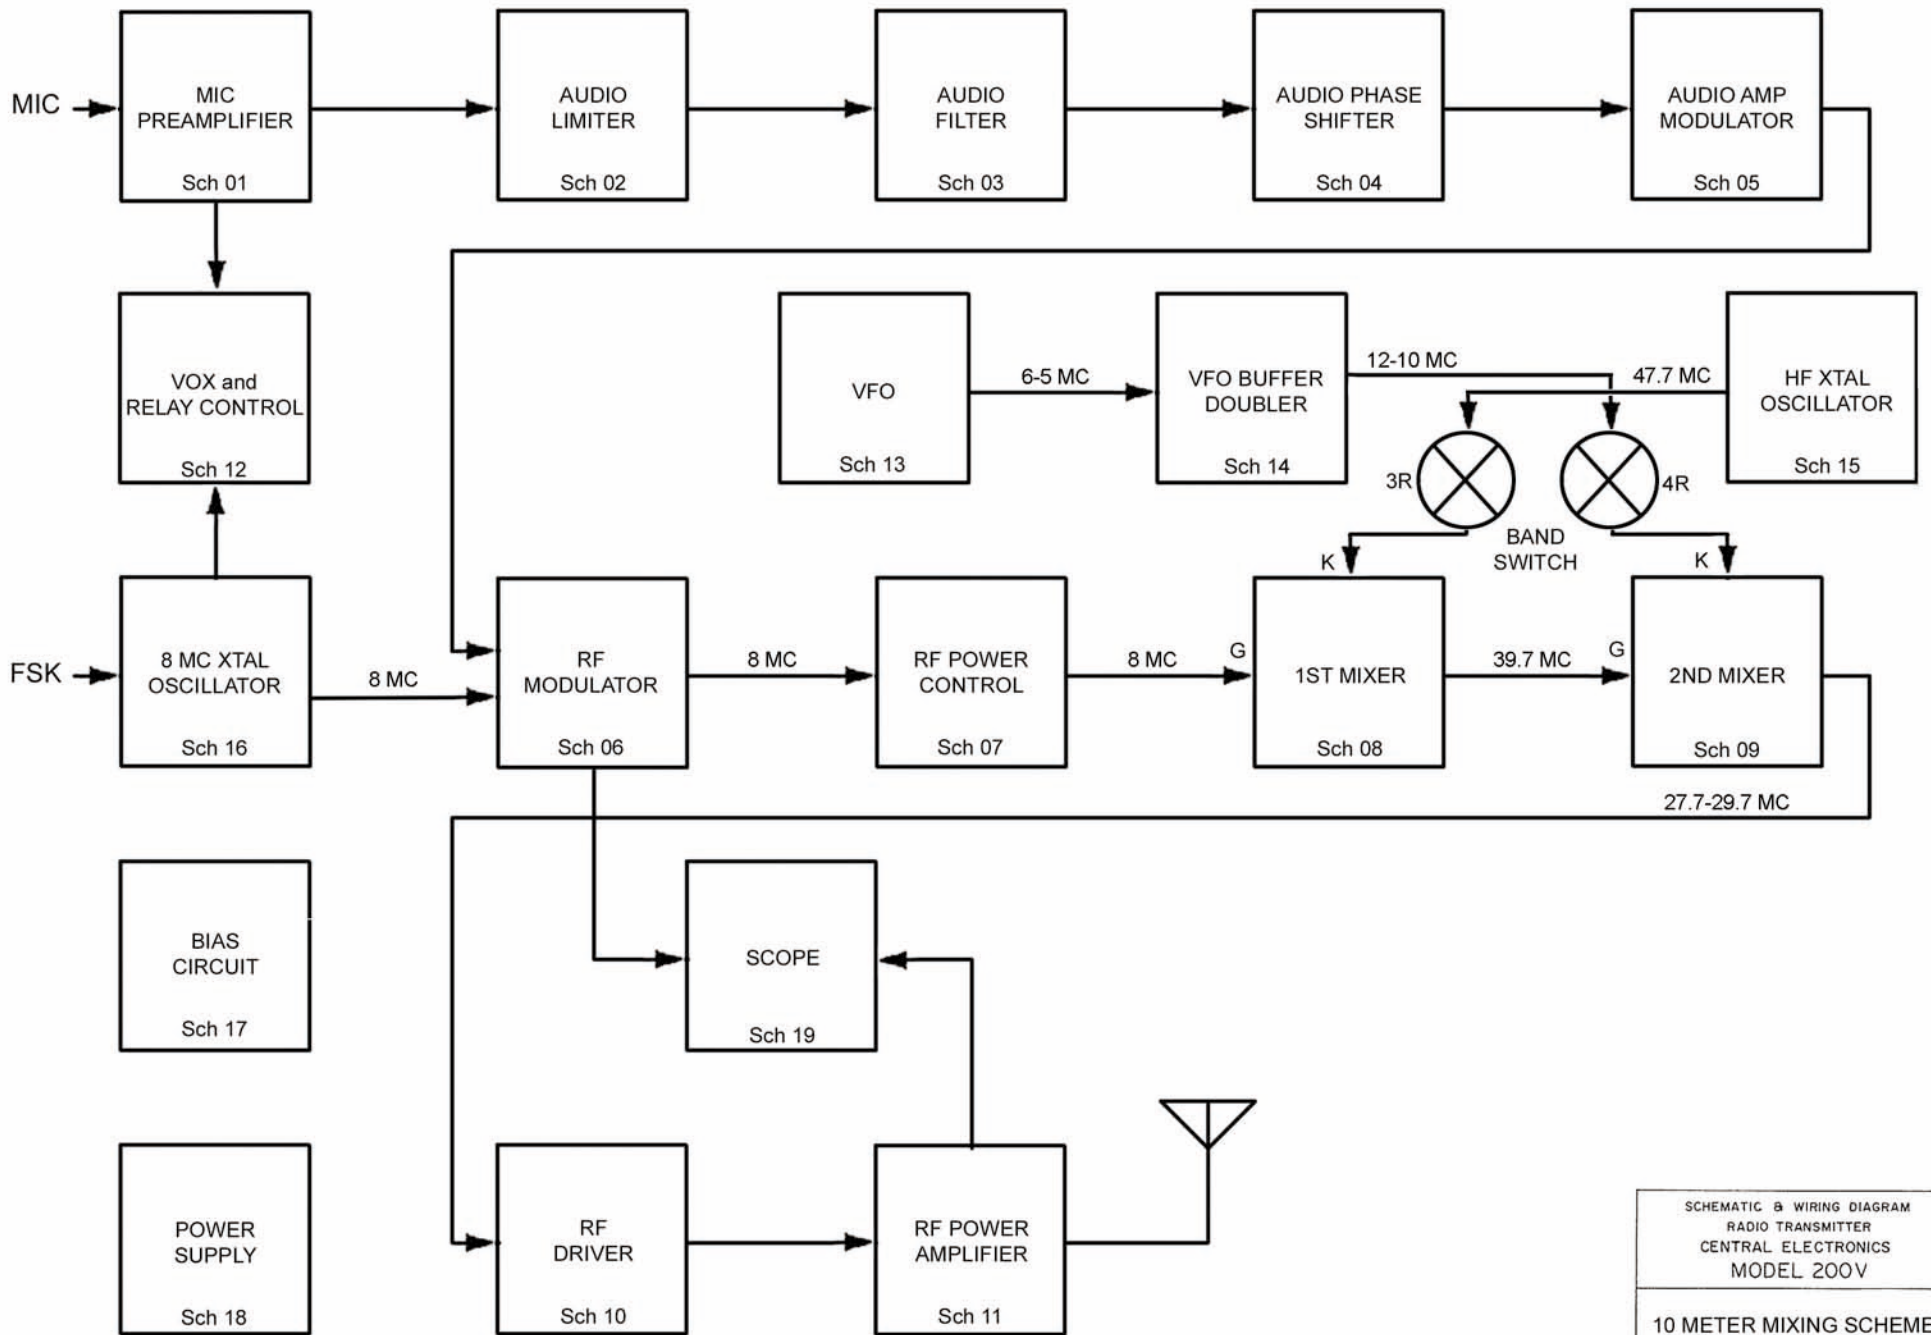 MIC
MIC
PREAMPLIFIER
Sch 01
AUDIO
LIMITER
Sch 02
AUDIO
FILTER
Sch 03
AUDIO PHASE
SHIFTER
Sch 04
AUDIO AMP
MODULATOR
Sch 05
VOX and
RELAY CONTROL
Sch 12
VFO
Sch 13
6-5 MC
VFO BUFFER
DOUBLER
Sch 14
12-10 MC
47.7 MC
HF XTAL
OSCILLATOR
Sch 15
3R
4R
BAND
SWITCH
K
K
FSK
8 MC XTAL
OSCILLATOR
Sch 16
8 MC
RF
MODULATOR
Sch 06
8 MC
RF POWER
CONTROL
Sch 07
8 MC
G
1ST MIXER
Sch 08
39.7 MC
G
2ND MIXER
Sch 09
27.7-29.7 MC
BIAS
CIRCUIT
Sch 17
SCOPE
Sch 19
POWER
SUPPLY
Sch 18
RF
DRIVER
Sch 10
RF POWER
AMPLIFIER
Sch 11
SCHEMATIC & WIRING DIAGRAM
RADIO TRANSMITTER
CENTRAL ELECTRONICS
MODEL 200V
10 METER MIXING SCHEME